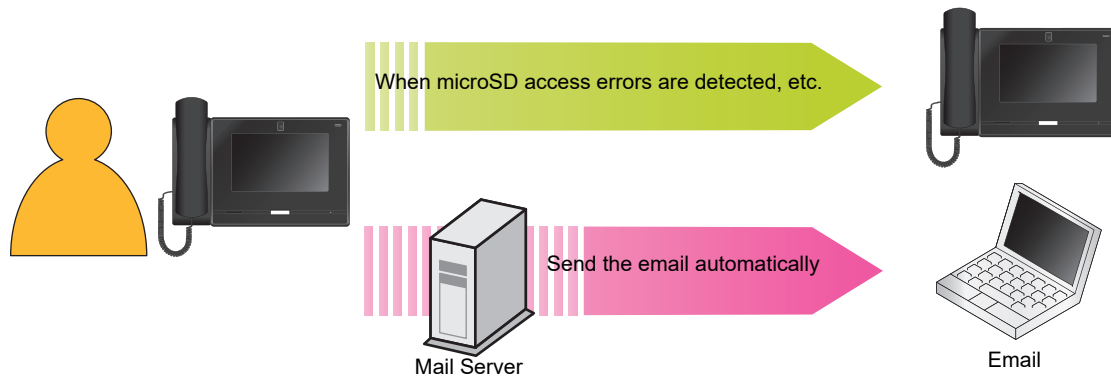 When microSD access errors are detected, etc.
Send the email automatically
Mail Server
Email